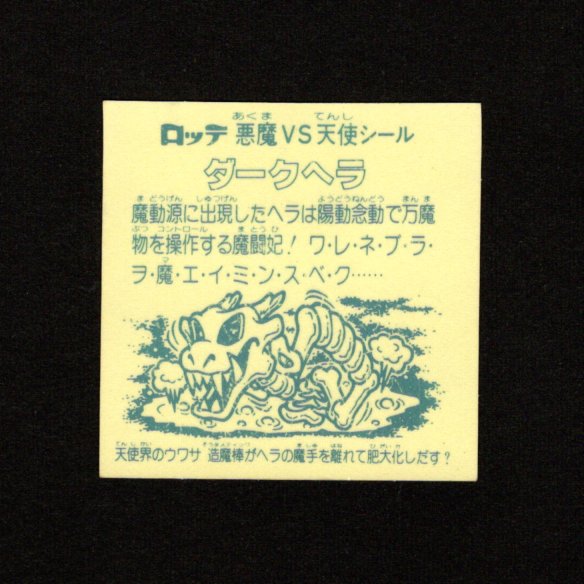 ロッテ 悪魔VS天使シール
ダークヘラ
魔動源に出現したヘラは陽動念動で万魔
物を操作する魔闘妃！ワ・レ・ネ・ブ・ラ・
ヲ・魔・エ・イ・ミ・ン・ス・ベ・ク……
天使界のウワサ 造魔棒がヘラの魔手を離れて肥大化しだす？